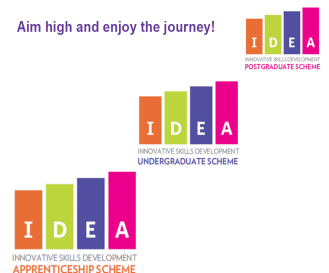 Aim high and enjoy the journey!
I D E A
INNOVATIVE SKILLS DEVELOPMENT
POSTGRADUATE SCHEME
I D E A
INNOVATIVE SKILLS DEVELOPMENT
UNDERGRADUATE SCHEME
I D E A
INNOVATIVE SKILLS DEVELOPMENT
APPRENTICESHIP SCHEME